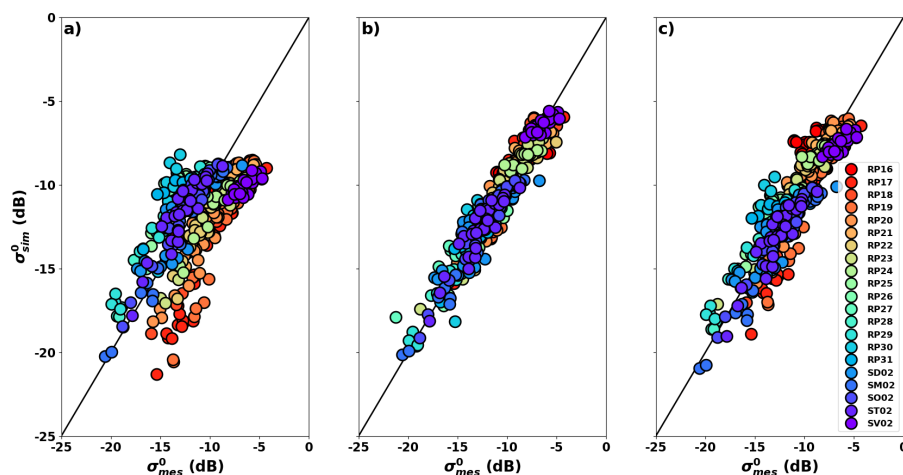 a)
b)
c)
0
-5
-10
-15
-20
-25
σ⁰sim (dB)
-25 -20 -15 -10 -5 0
-25 -20 -15 -10 -5 0
-25 -20 -15 -10 -5 0
σ⁰mes (dB)
σ⁰mes (dB)
σ⁰mes (dB)
RP16
RP17
RP18
RP19
RP20
RP21
RP22
RP23
RP24
RP25
RP26
RP27
RP28
RP29
RP30
RP31
SD02
SM02
SO02
ST02
SV02